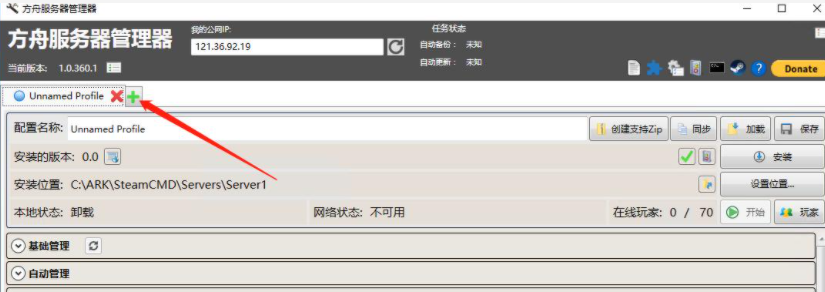 方舟服务器管理器
方舟服务器管理器
我的公网IP:
121.36.92.19
任务状态
自动备份： 未知
自动更新： 未知
当前版本: 1.0.360.1
Donate
Unnamed Profile
配置名称: Unnamed Profile 创建支持Zip 同步 加载 保存
安装的版本: 0.0 安装
安装位置: C:\ARK\SteamCMD\Servers\Server1 设置位置...
本地状态: 卸载 网络状态: 不可用 在线玩家: 0 / 70 开始 玩家
基础管理
自动管理